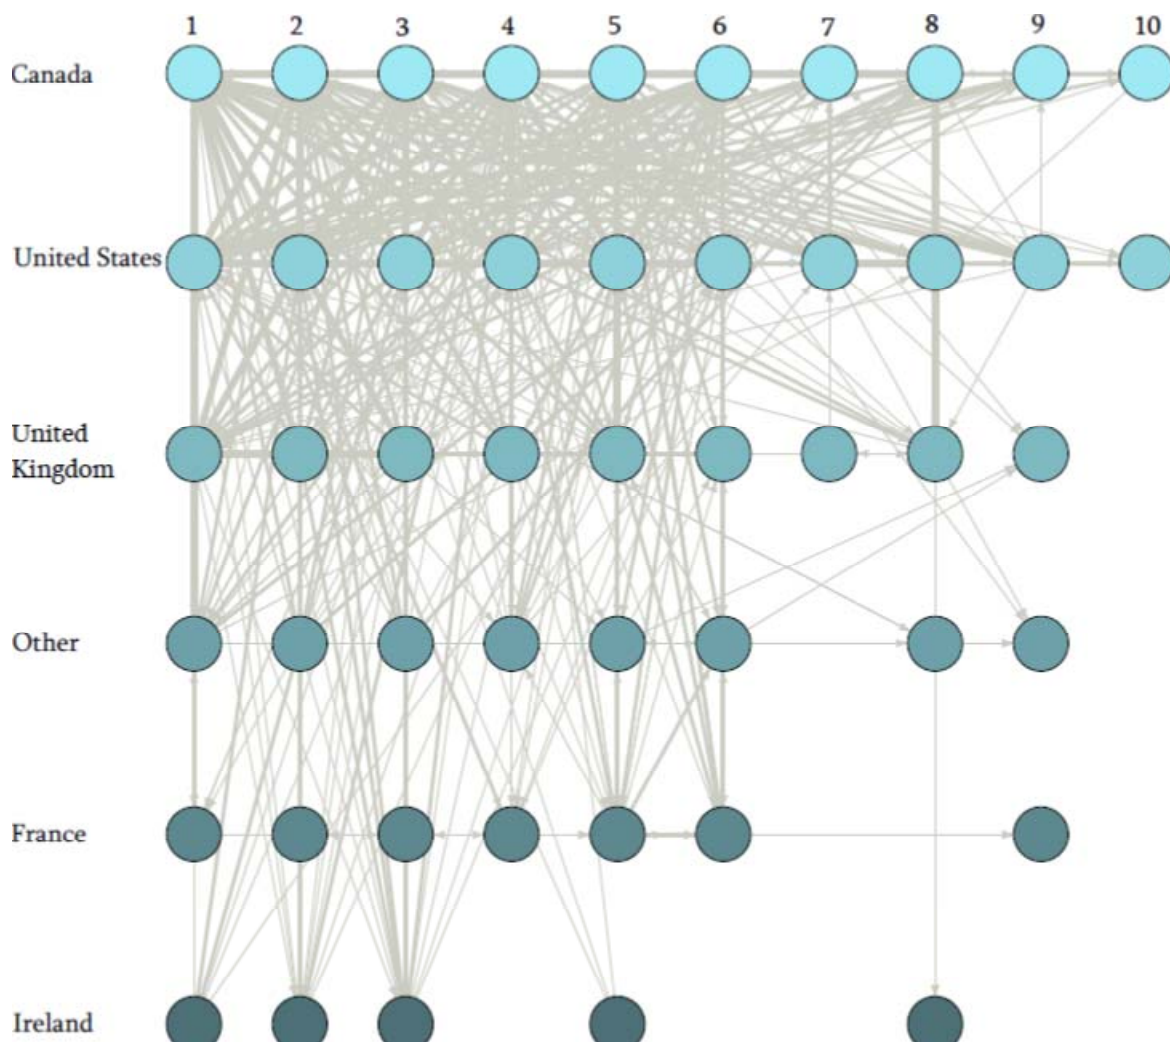 1 2 3 4 5 6 7 8 9 10
Canada
United States
United
Kingdom
Other
France
Ireland